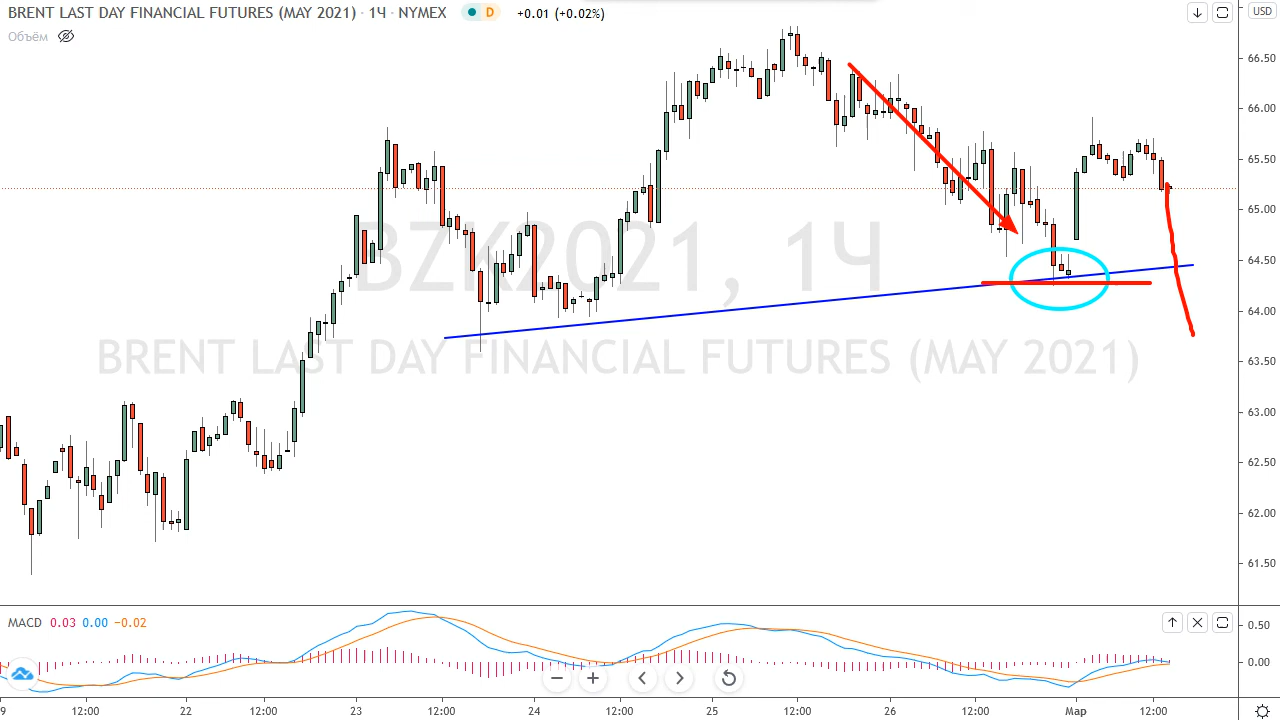 BRENT LAST DAY FINANCIAL FUTURES (MAY 2021) · 1Ч · NYMEX D +0.01 (+0.02%) USD
Объём
66.50
66.00
65.50
65.00
BZK2021, 1Ч
64.50
64.00
BRENT LAST DAY FINANCIAL FUTURES (MAY 2021)
63.50
63.00
62.50
62.00
61.50
MACD 0.03 0.00 −0.02
0.50
0.00
9 12:00 22 12:00 23 12:00 24 12:00 25 12:00 26 12:00 Мар 12:00